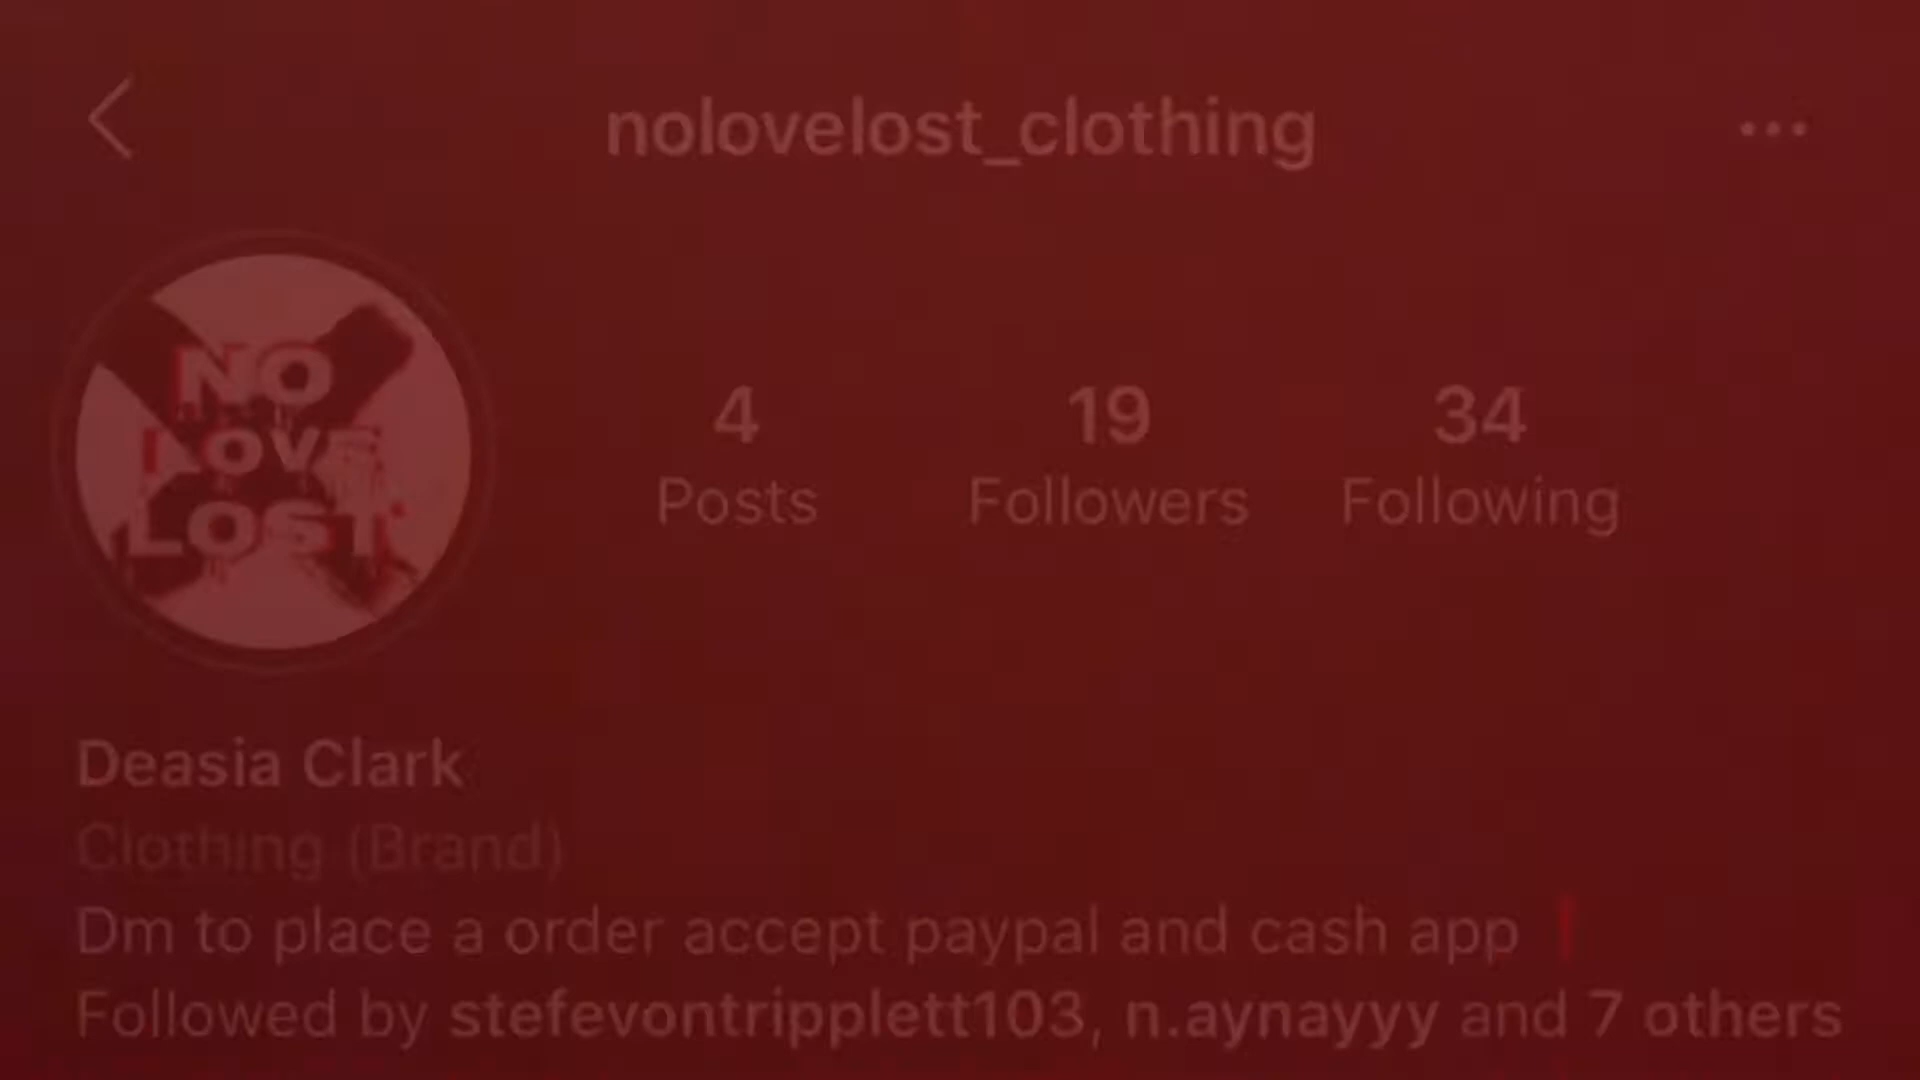 nolovelost_clothing
NO
LOVE
LOST
4
19
34
Posts
Followers
Following
Deasia Clark
Clothing (Brand)
Dm to place a order accept paypal and cash app ❗
Followed by stefevontripplett103, n.aynayyy and 7 others